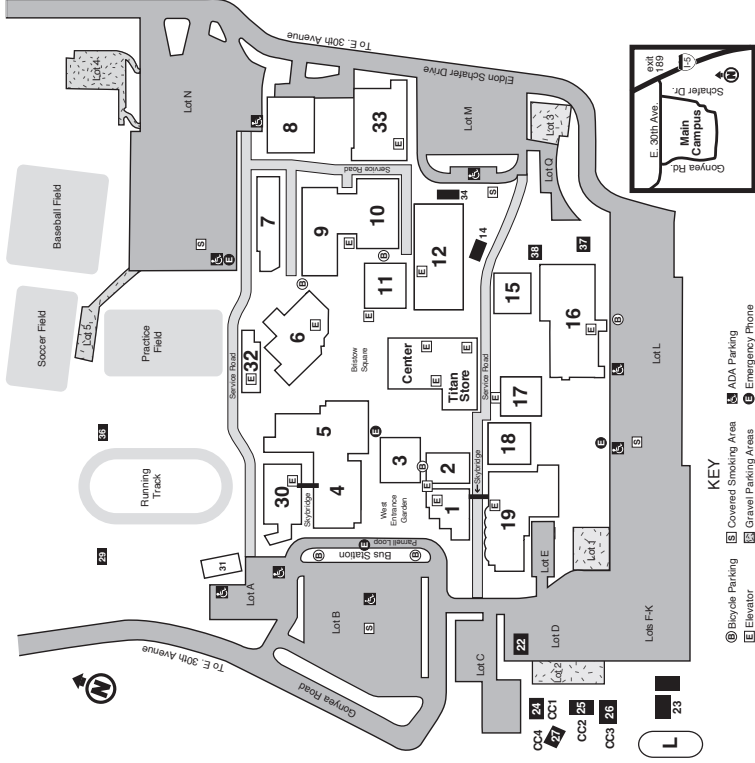 To E. 30th Avenue
Lot 4
Lot N
Baseball Field
Soccer Field
Lot 5
Practice
Field
Running
Track
36
29
31
To E. 30th Avenue
Eldon Schafer Drive
8
33
E
Lot M
Lot 3
Lot Q
Service Road
7
9
10
E
B
B
S
E
34
14
S
11
E
12
E
6
E
32
E
Service Road
Bristow
Square
Center
Titan
Store
E
E
E
Service Road
15
38
37
16
E
B
17
E
18
5
E
3
B
2
E
1
E
4
30
E
Skybridge
West
Entrance
Garden
Skybridge
19
E
Parnell Loop
Bus Station
B
E
B
Lot A
Lot B
S
To E. 30th Avenue
Gonyea Road
N
Lot C
Lot E
Lot 1
Lot D
22
Lot 2
Lots F-K
Lot L
E
S
24
CC1
CC4
27
25
CC2
26
CC3
23
L
exit
189
I-5
N
E. 30th Ave.
Schafer Dr.
Main
Campus
Gonyea Rd.
KEY
B Bicycle Parking
E Elevator
S Covered Smoking Area
Gravel Parking Areas
ADA Parking
E Emergency Phone